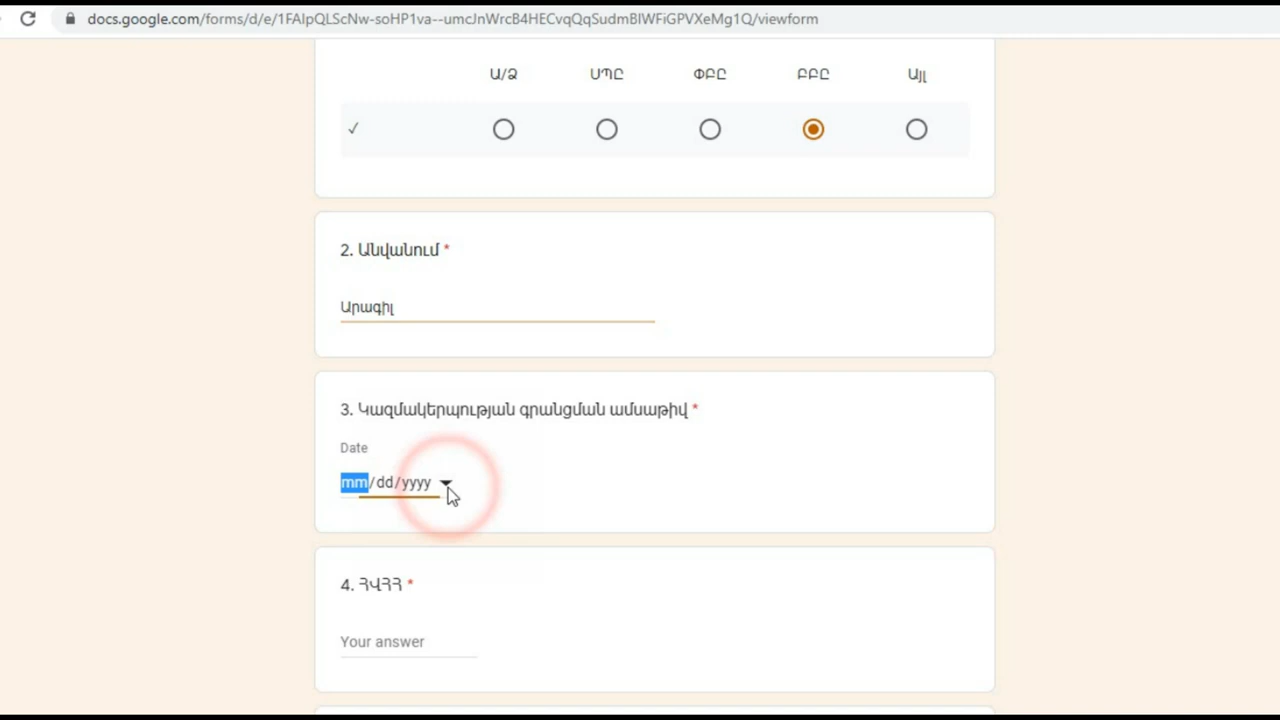 docs.google.com/forms/d/e/1FAIpQLScNw-soHP1va--umcJnWrcB4HECvqQqSudmBlWFiGPVXeMg1Q/viewform
Ա/Ձ ՍՊԸ ՓԲԸ ԲԲԸ Այլ
✓
2. Անվանում *
Արագիլ
3. Կազմակերպության գրանցման ամսաթիվ *
Date
mm/dd/yyyy
4. ՀՎՀՀ *
Your answer